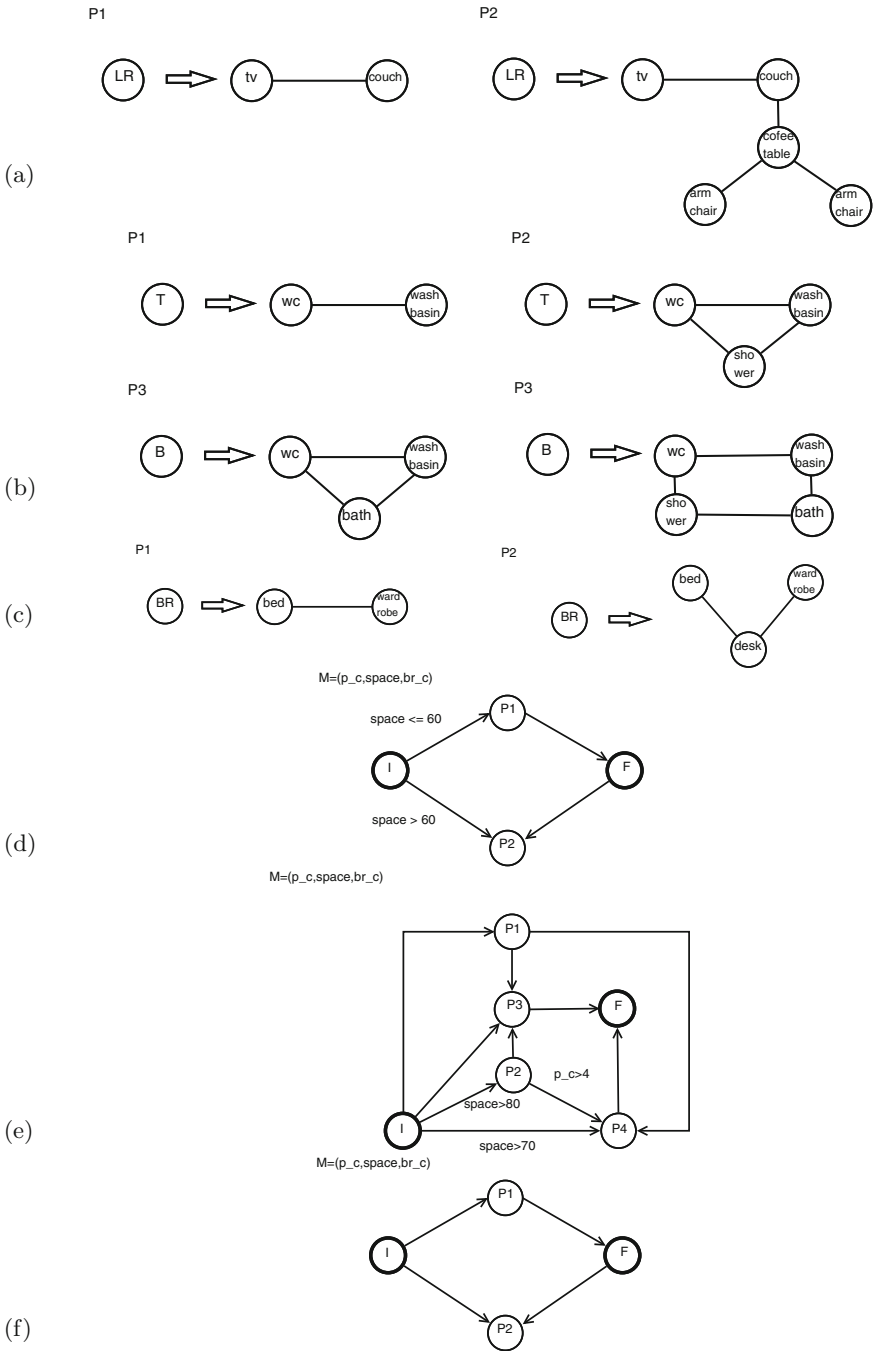 P1
P2
LR
tv
couch
LR
tv
couch
cofee
table
arm
chair
arm
chair
(a)
P1
P2
T
wc
wash
basin
T
wc
wash
basin
sho
wer
P3
P3
B
wc
wash
basin
bath
B
wc
wash
basin
sho
wer
bath
(b)
P1
P2
BR
bed
ward
robe
BR
bed
ward
robe
desk
(c)
M=(p_c,space,br_c)
P1
space <= 60
I
F
space > 60
P2
(d)
M=(p_c,space,br_c)
P1
P3
F
P2
p_c>4
space>80
I
P4
space>70
(e)
M=(p_c,space,br_c)
P1
I
F
P2
(f)